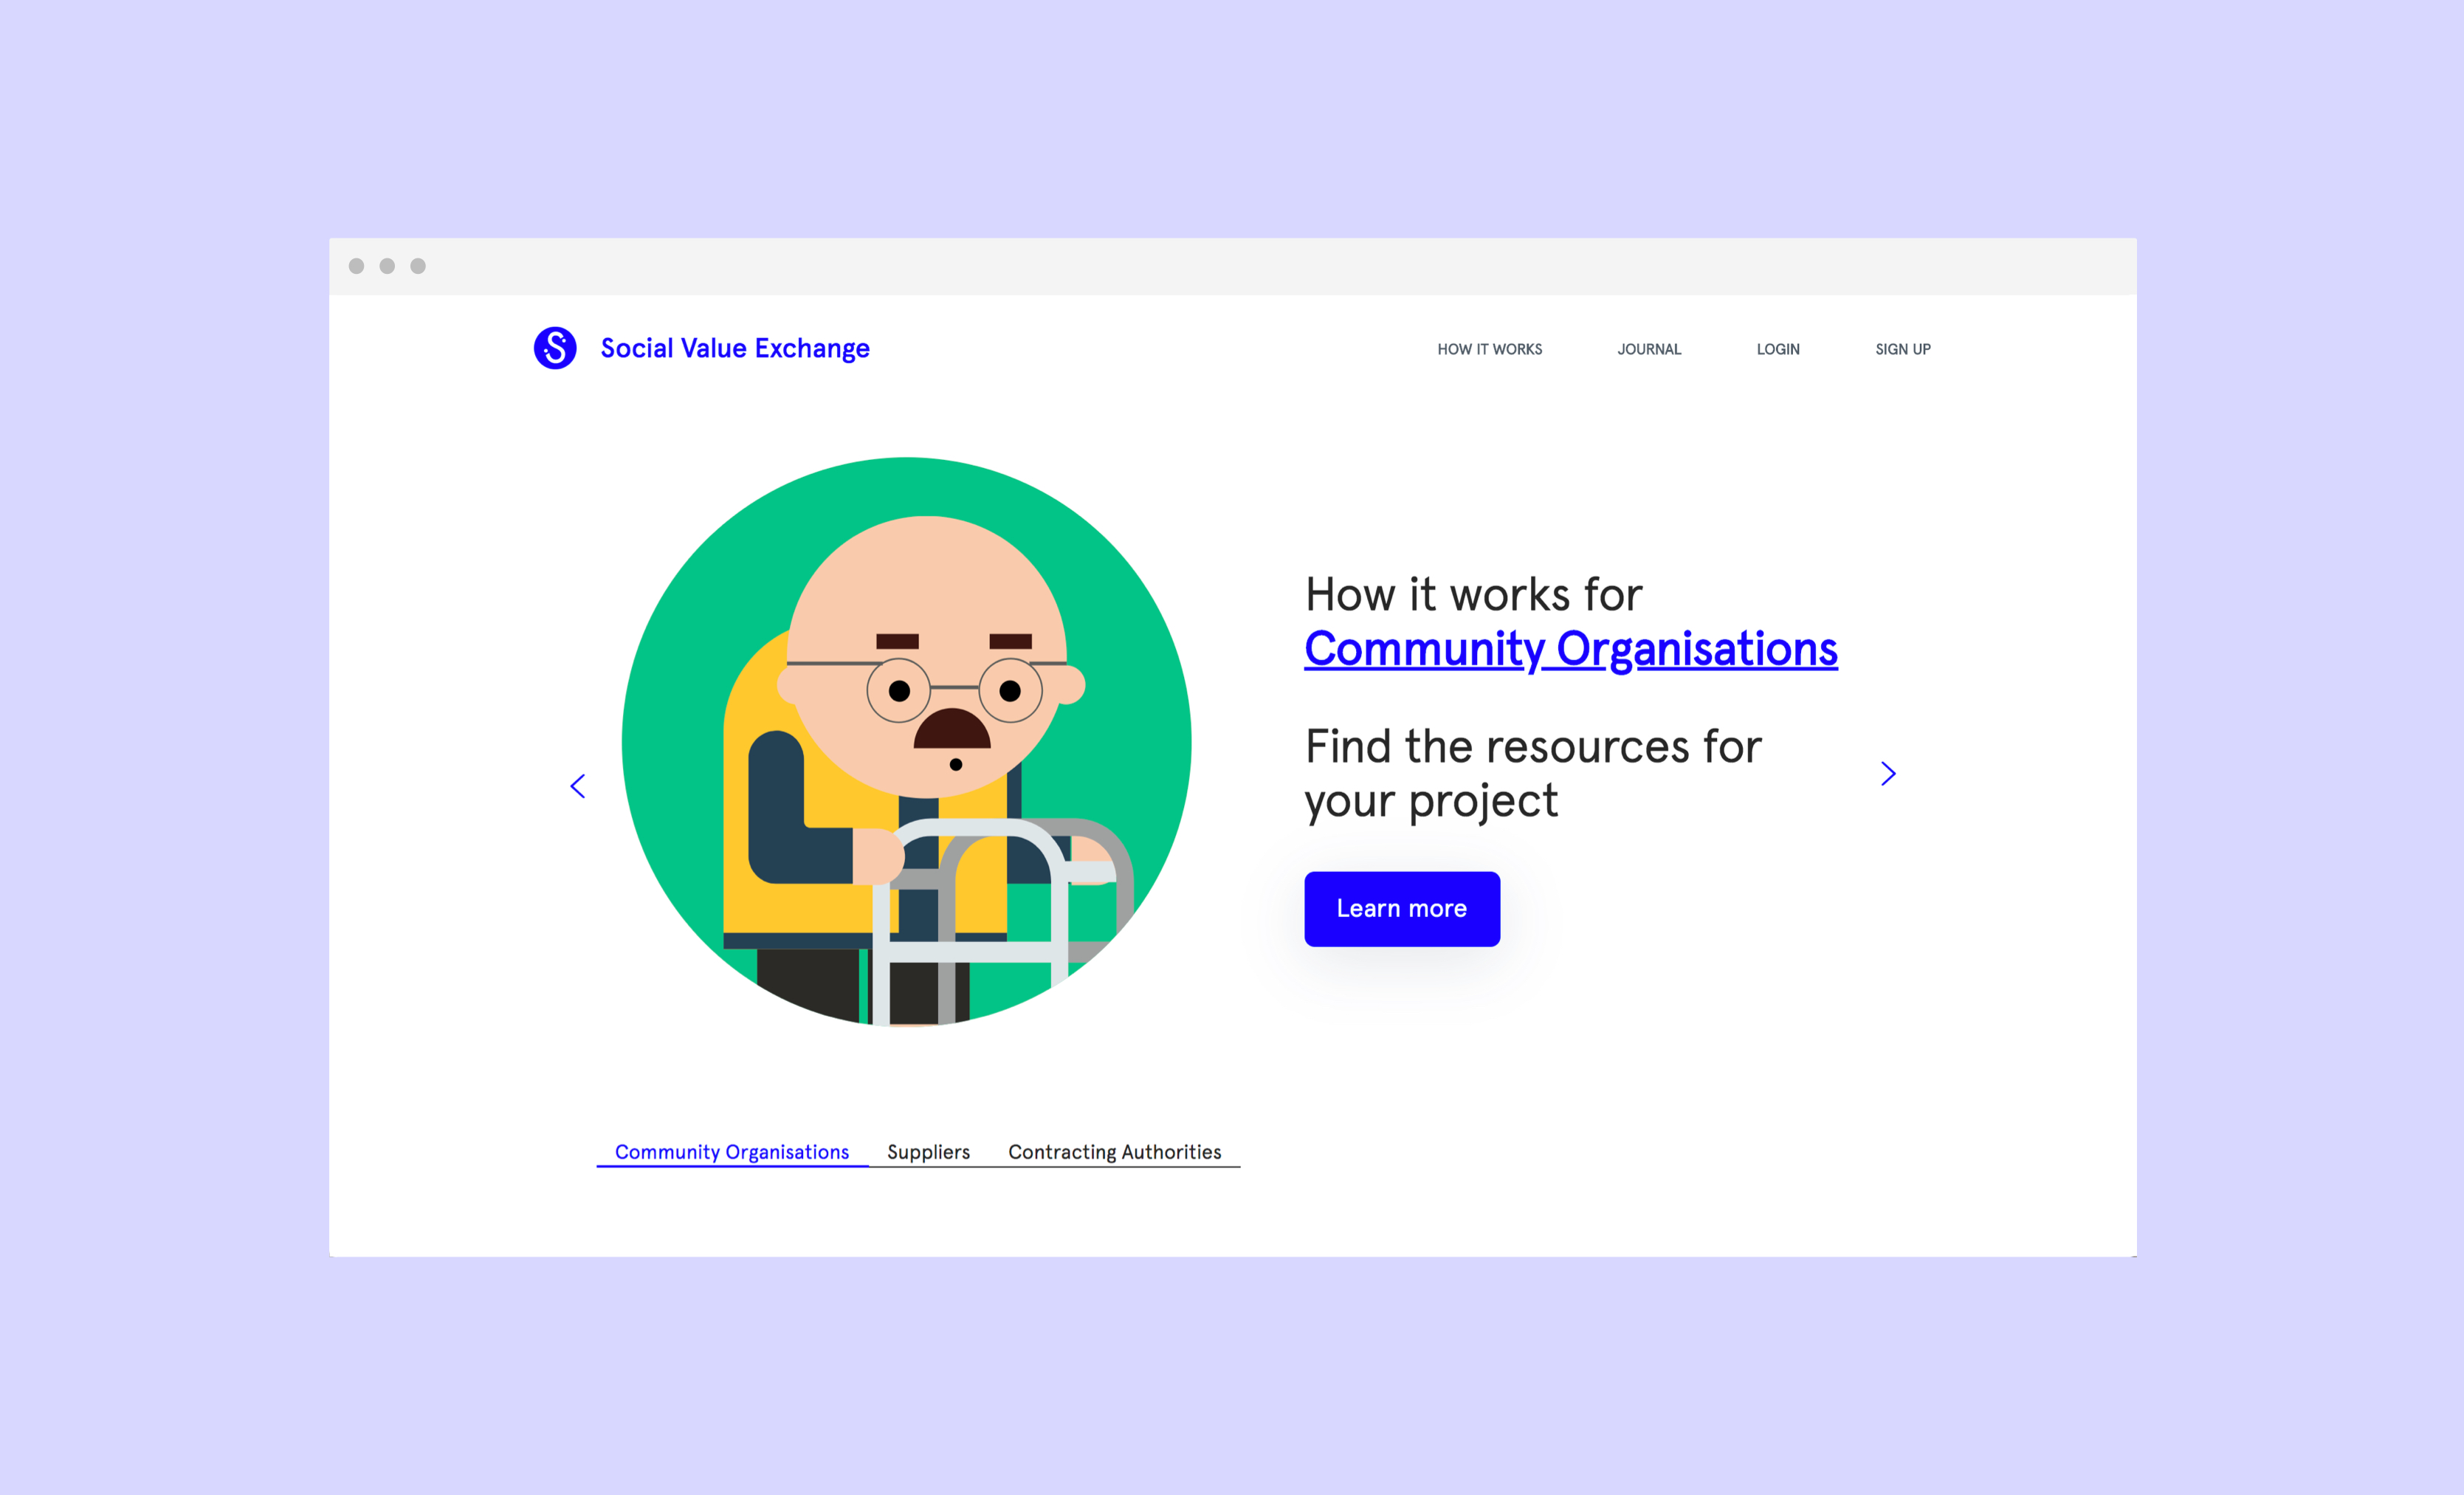 Social Value Exchange
HOW IT WORKS
JOURNAL
LOGIN
SIGN UP
How it works for
Community Organisations
Find the resources for
your project
Learn more
Community Organisations
Suppliers
Contracting Authorities